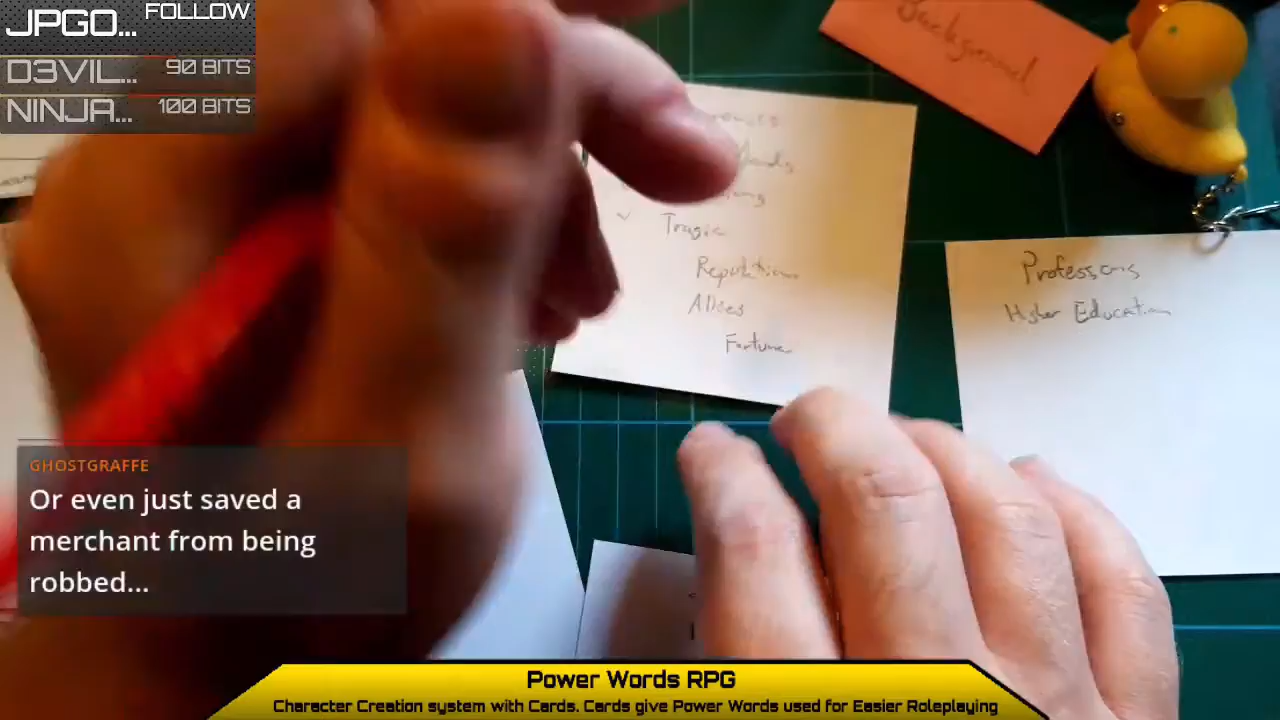 JPGO... FOLLOW
D3VIL... 90 BITS
NINJA... 100 BITS
Background
Tragic
Reputation
Allies
Fortune
Professons
Higher Education
GHOSTGRAFFE
Or even just saved a
merchant from being
robbed...
Power Words RPG
Character Creation system with Cards. Cards give Power Words used for Easier Roleplaying